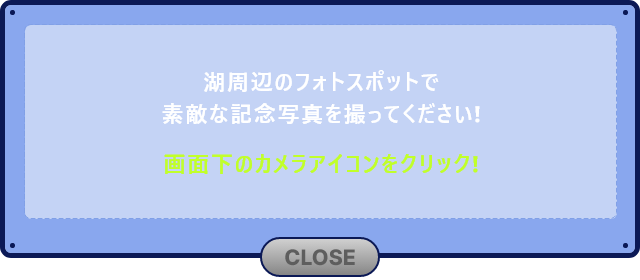 湖周辺のフォトスポットで
素敵な記念写真を撮ってください!
画面下のカメラアイコンをクリック!
CLOSE